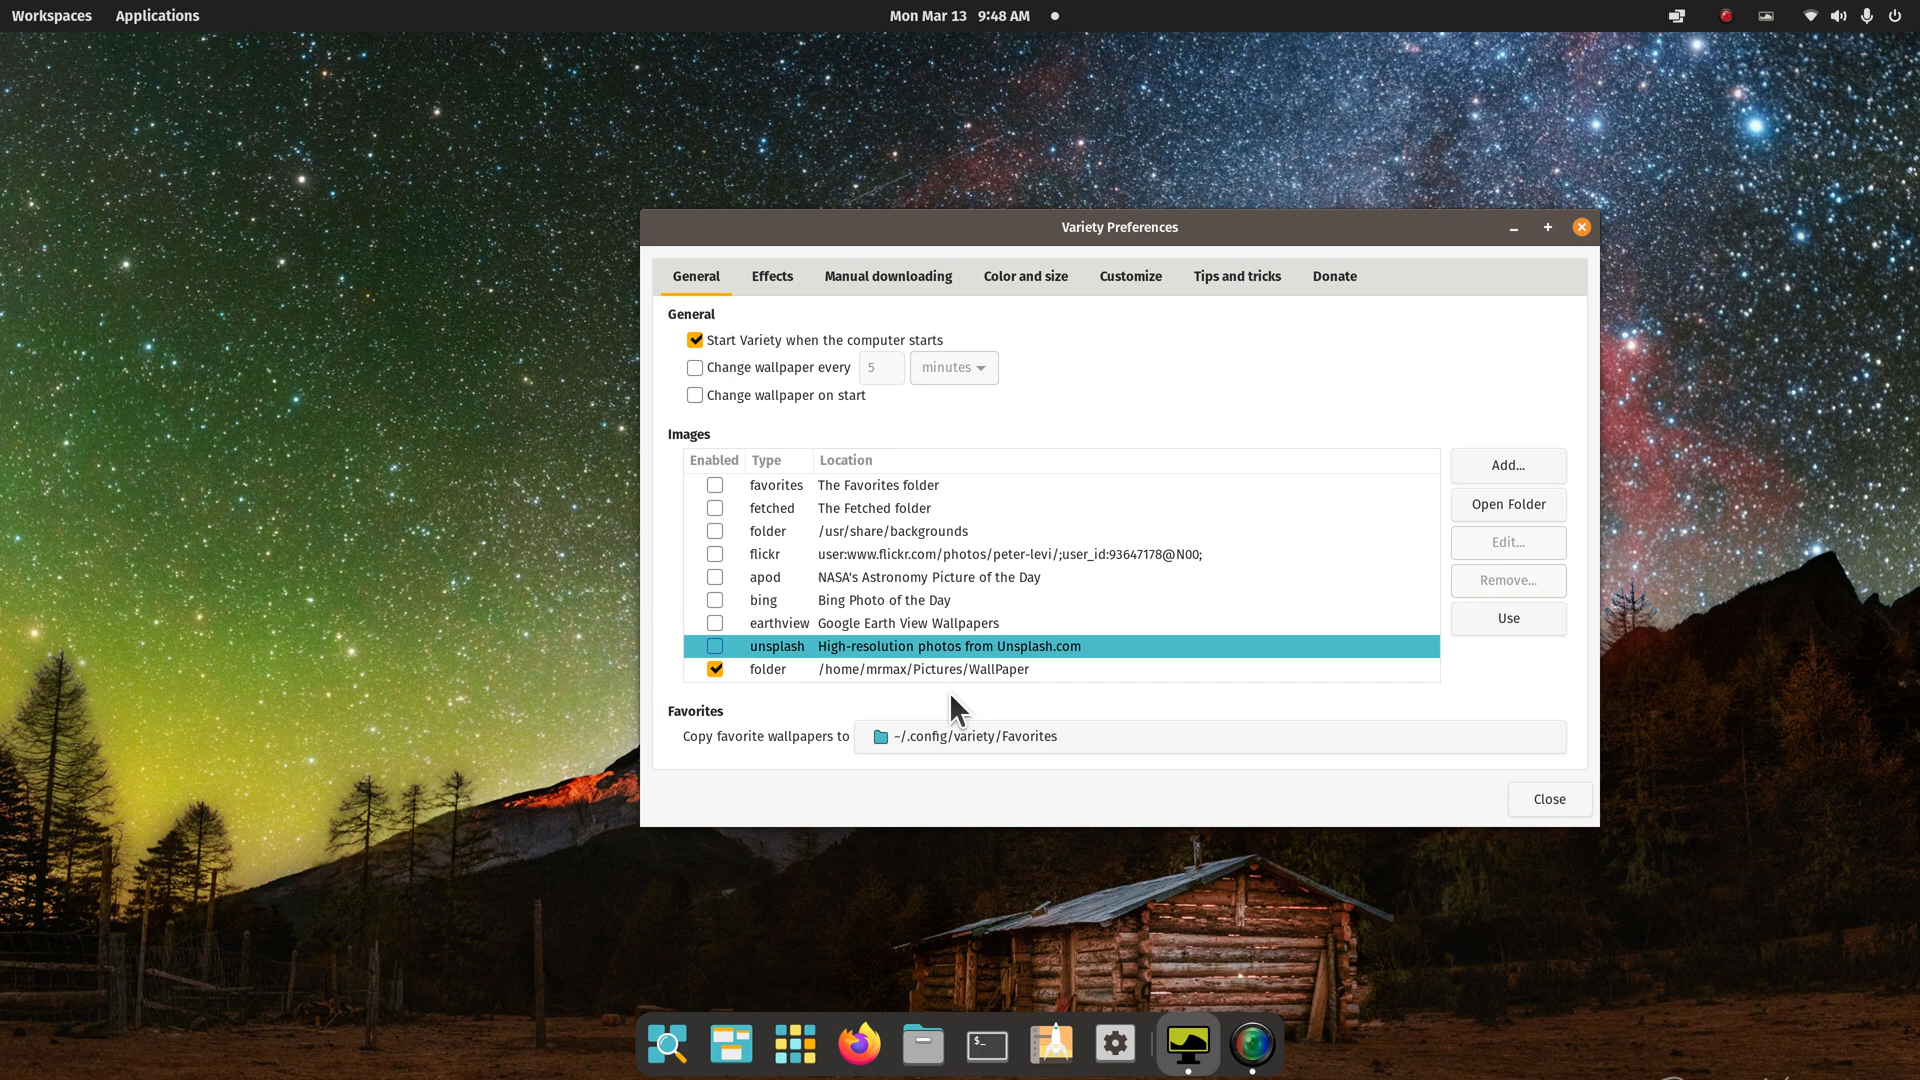 Workspaces Applications Mon Mar 13 9:48 AM
Variety Preferences
General Effects Manual downloading Color and size Customize Tips and tricks Donate
General
Start Variety when the computer starts
Change wallpaper every 5 minutes
Change wallpaper on start
Images
Enabled Type Location
favorites The Favorites folder
fetched The Fetched folder
folder /usr/share/backgrounds
flickr user:www.flickr.com/photos/peter-levi/;user_id:93647178@N00;
apod NASA's Astronomy Picture of the Day
bing Bing Photo of the Day
earthview Google Earth View Wallpapers
unsplash High-resolution photos from Unsplash.com
folder /home/mrmax/Pictures/WallPaper
Add...
Open Folder
Edit...
Remove...
Use
Favorites
Copy favorite wallpapers to ~/.config/variety/Favorites
Close
$_